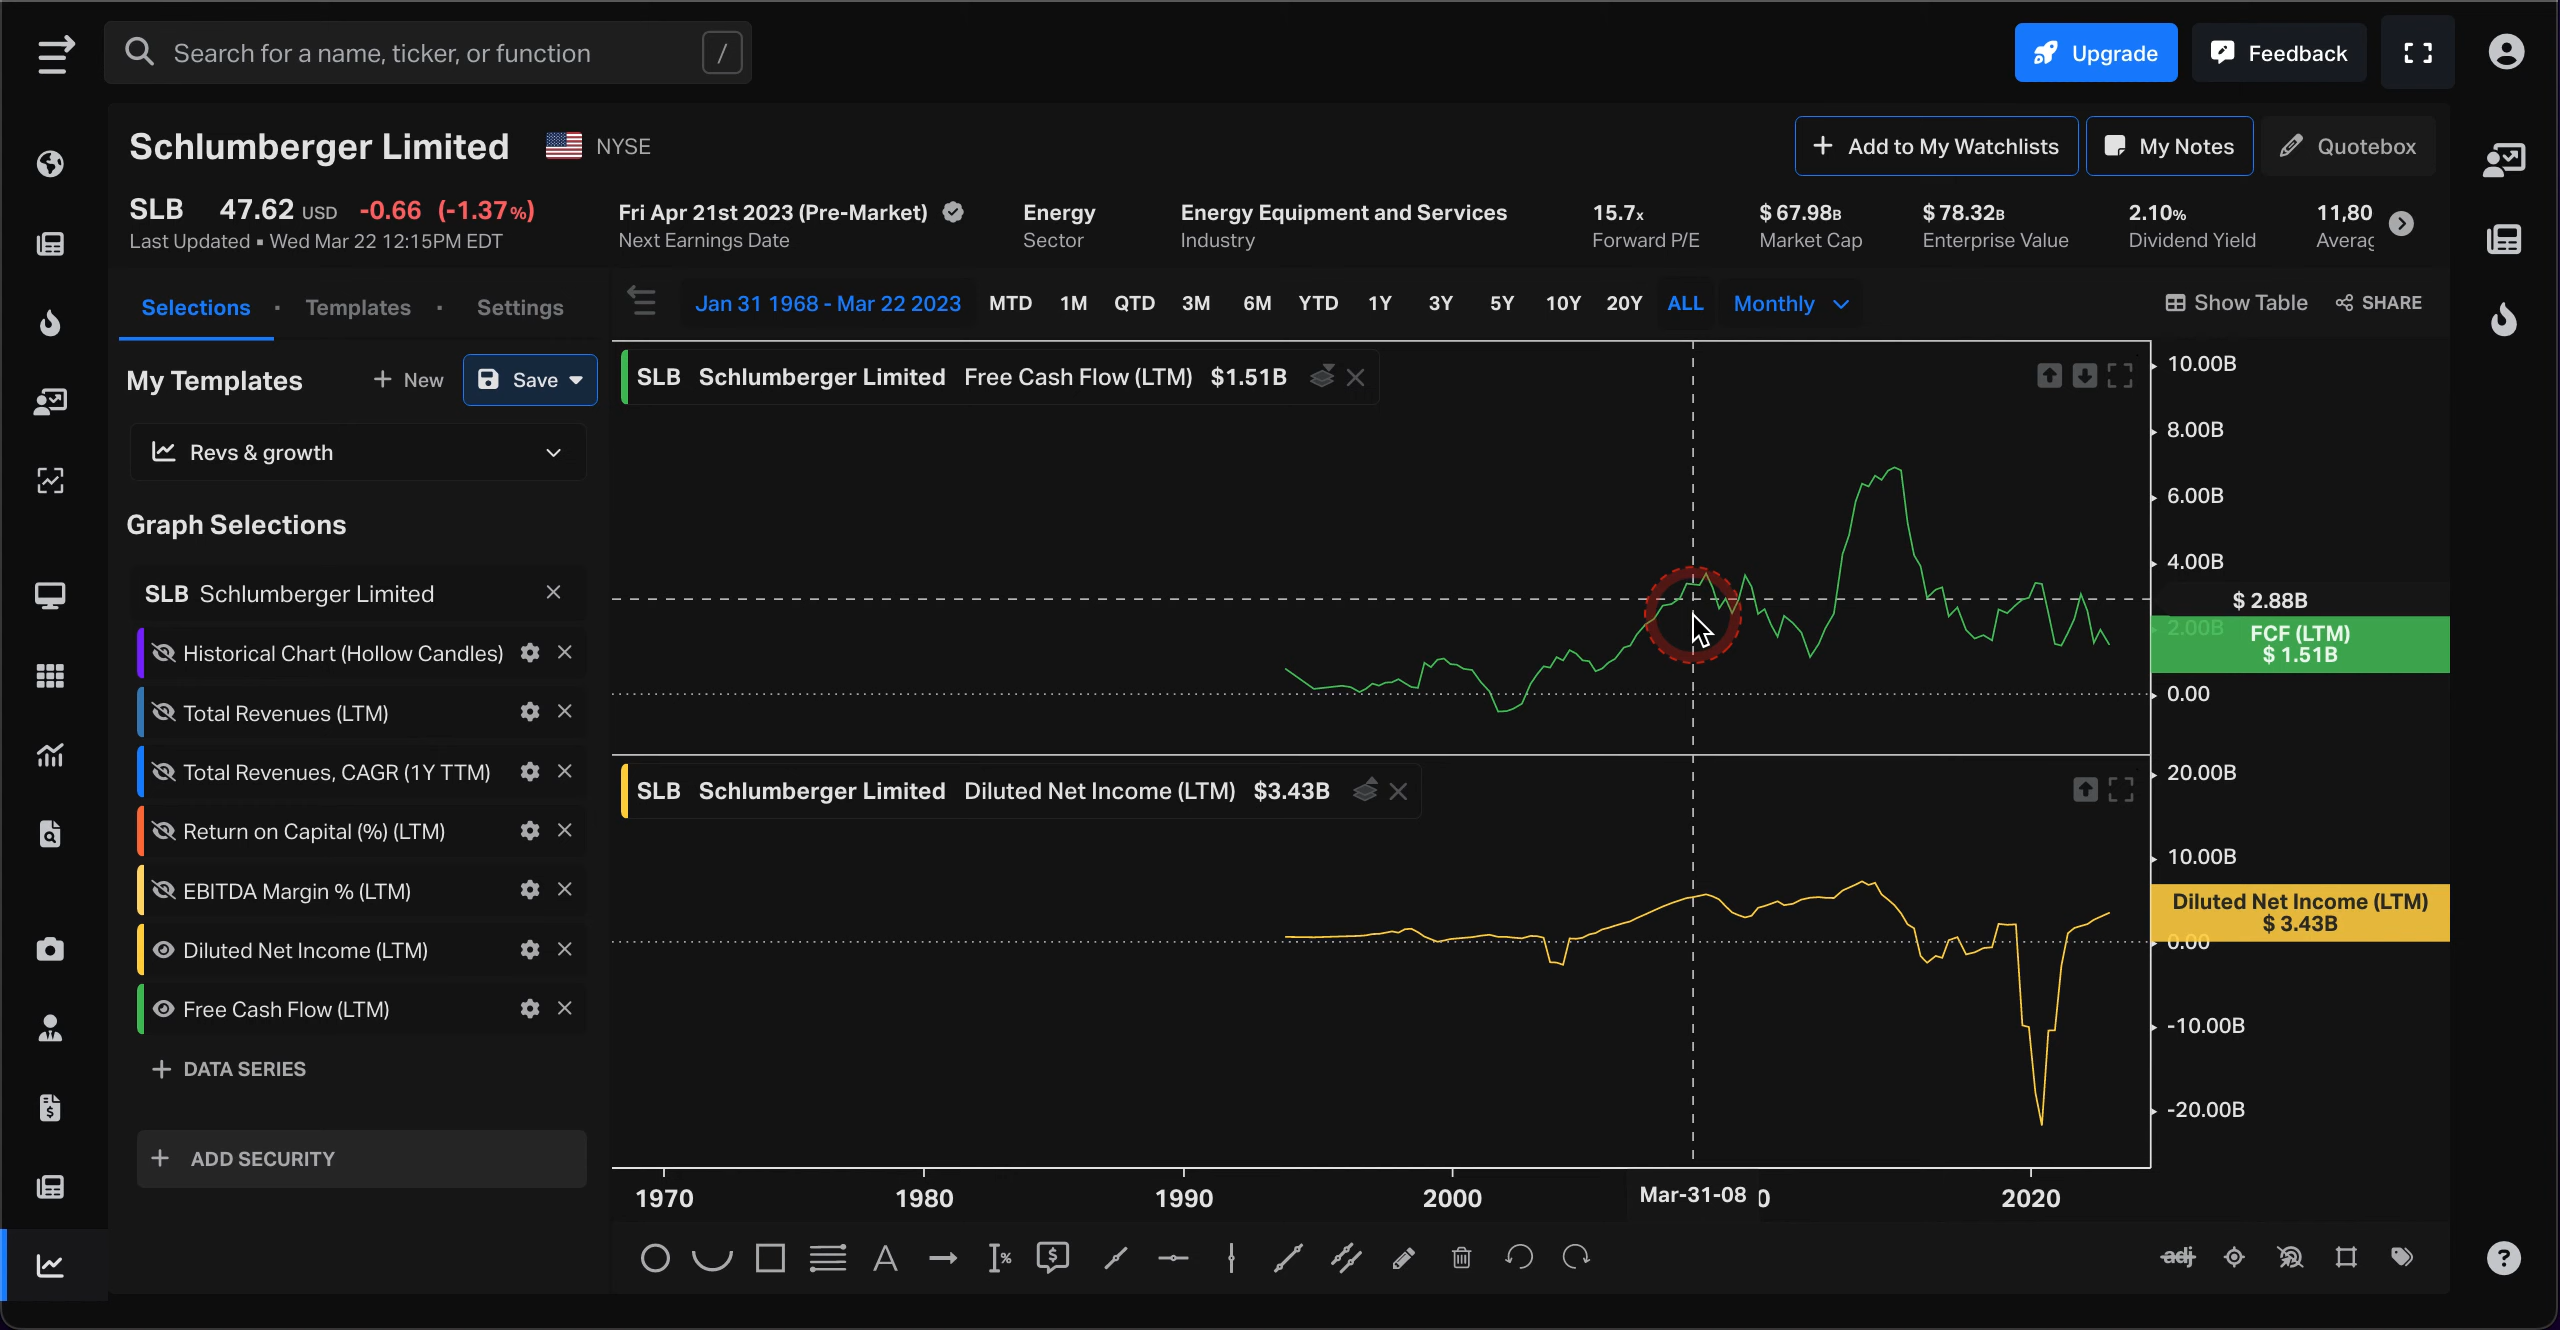 Search for a name, ticker, or function /
Upgrade
Feedback
Schlumberger Limited NYSE
Add to My Watchlists
My Notes
Quotebox
SLB 47.62 USD -0.66 (-1.37%)
Last Updated ▪ Wed Mar 22 12:15PM EDT
Fri Apr 21st 2023 (Pre-Market)
Next Earnings Date
Energy
Sector
Energy Equipment and Services
Industry
15.7x
Forward P/E
$ 67.98B
Market Cap
$ 78.32B
Enterprise Value
2.10%
Dividend Yield
11,80
Averag
Selections · Templates · Settings
Jan 31 1968 - Mar 22 2023 MTD 1M QTD 3M 6M YTD 1Y 3Y 5Y 10Y 20Y ALL Monthly
Show Table
SHARE
My Templates
New
Save
Revs & growth
Graph Selections
SLB Schlumberger Limited
Historical Chart (Hollow Candles)
Total Revenues (LTM)
Total Revenues, CAGR (1Y TTM)
Return on Capital (%) (LTM)
EBITDA Margin % (LTM)
Diluted Net Income (LTM)
Free Cash Flow (LTM)
+ DATA SERIES
+ ADD SECURITY
SLB Schlumberger Limited Free Cash Flow (LTM) $1.51B
10.00B
8.00B
6.00B
4.00B
$ 2.88B
2.00B
FCF (LTM)
$ 1.51B
0.00
SLB Schlumberger Limited Diluted Net Income (LTM) $3.43B
20.00B
10.00B
Diluted Net Income (LTM)
$ 3.43B
0.00
-10.00B
-20.00B
1970 1980 1990 2000 Mar-31-08 0 2020
A
%
$
adj
?